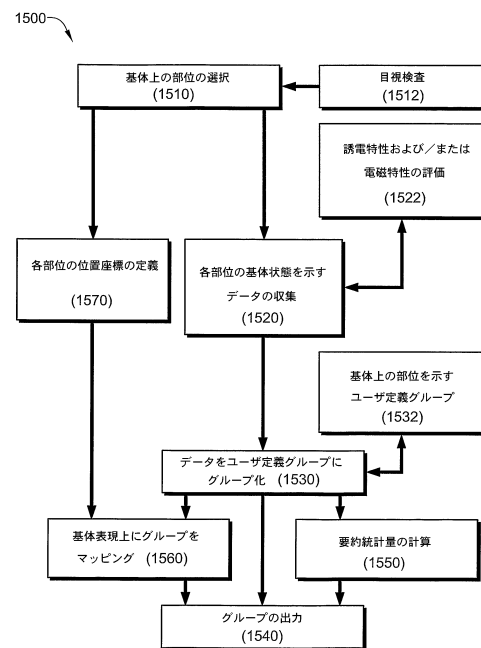 1500
基体上の部位の選択
(1510)
目視検査
(1512)
誘電特性および／または
電磁特性の評価
(1522)
各部位の位置座標の定義
(1570)
各部位の基体状態を示す
データの収集
(1520)
基体上の部位を示す
ユーザ定義グループ
(1532)
データをユーザ定義グループに
グループ化 (1530)
基体表現上にグループを
マッピング (1560)
要約統計量の計算
(1550)
グループの出力
(1540)